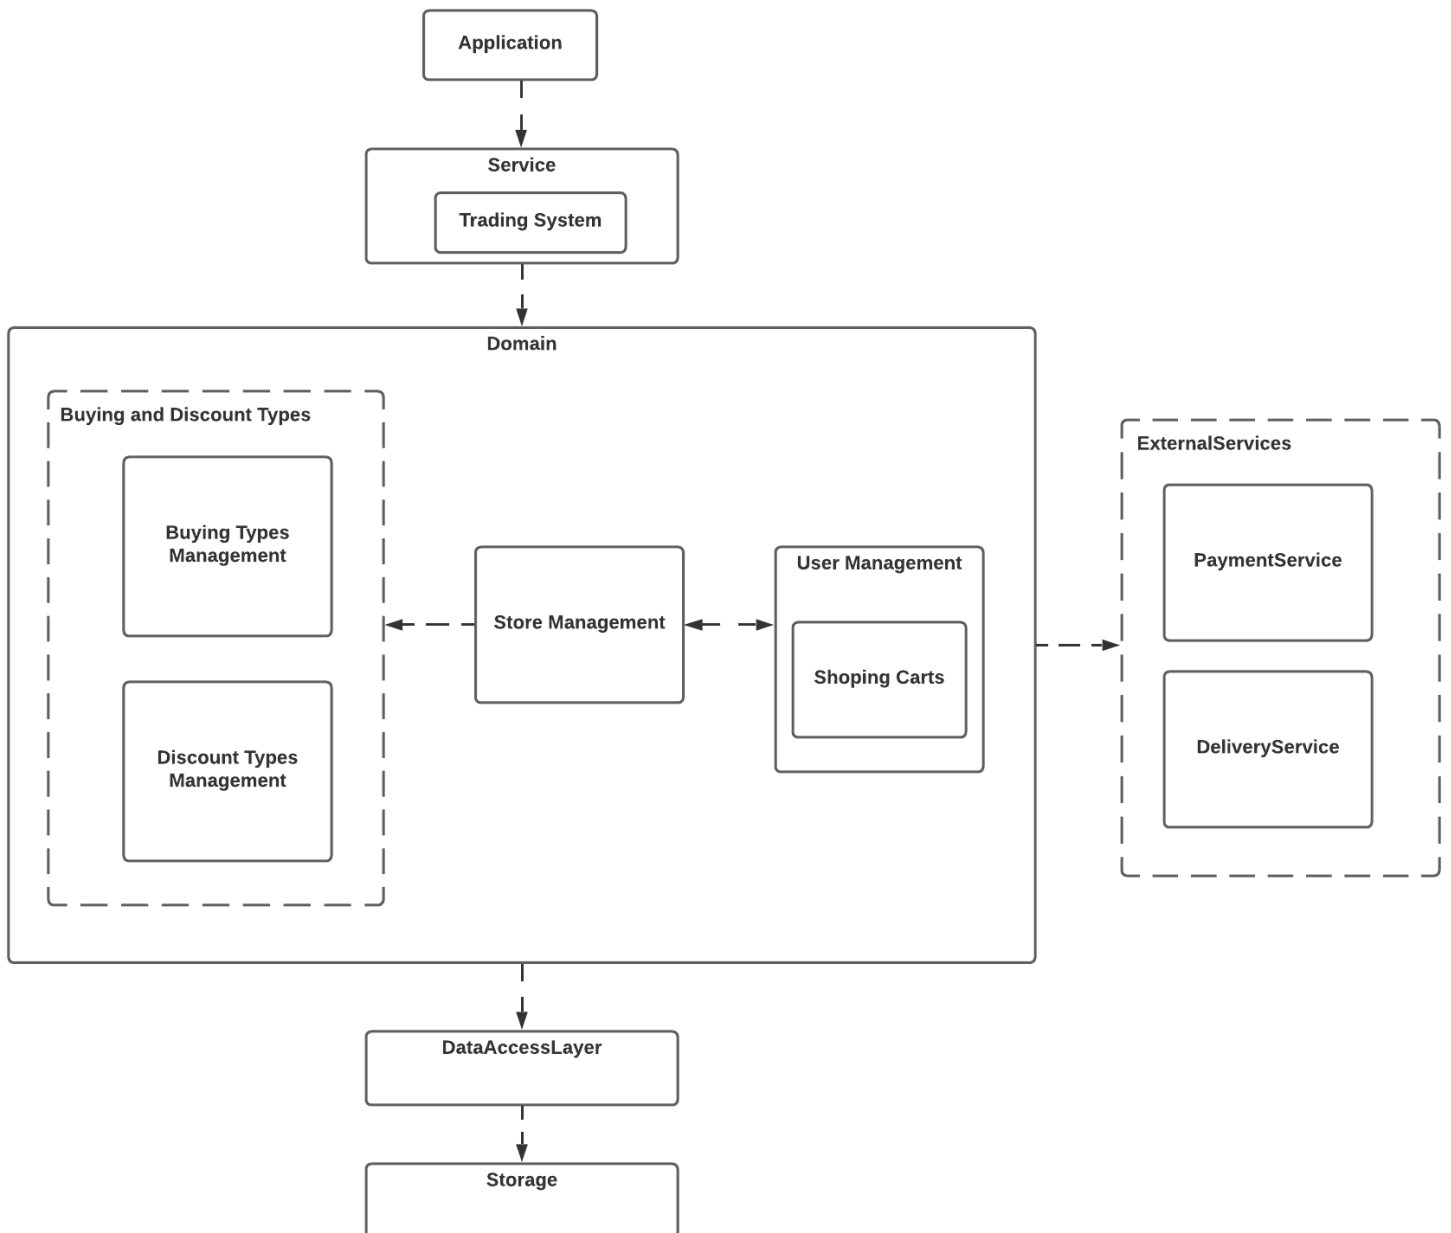 Application
Service
Trading System
Domain
Buying and Discount Types
Buying Types
Management
Discount Types
Management
Store Management
User Management
Shoping Carts
ExternalServices
PaymentService
DeliveryService
DataAccessLayer
Storage